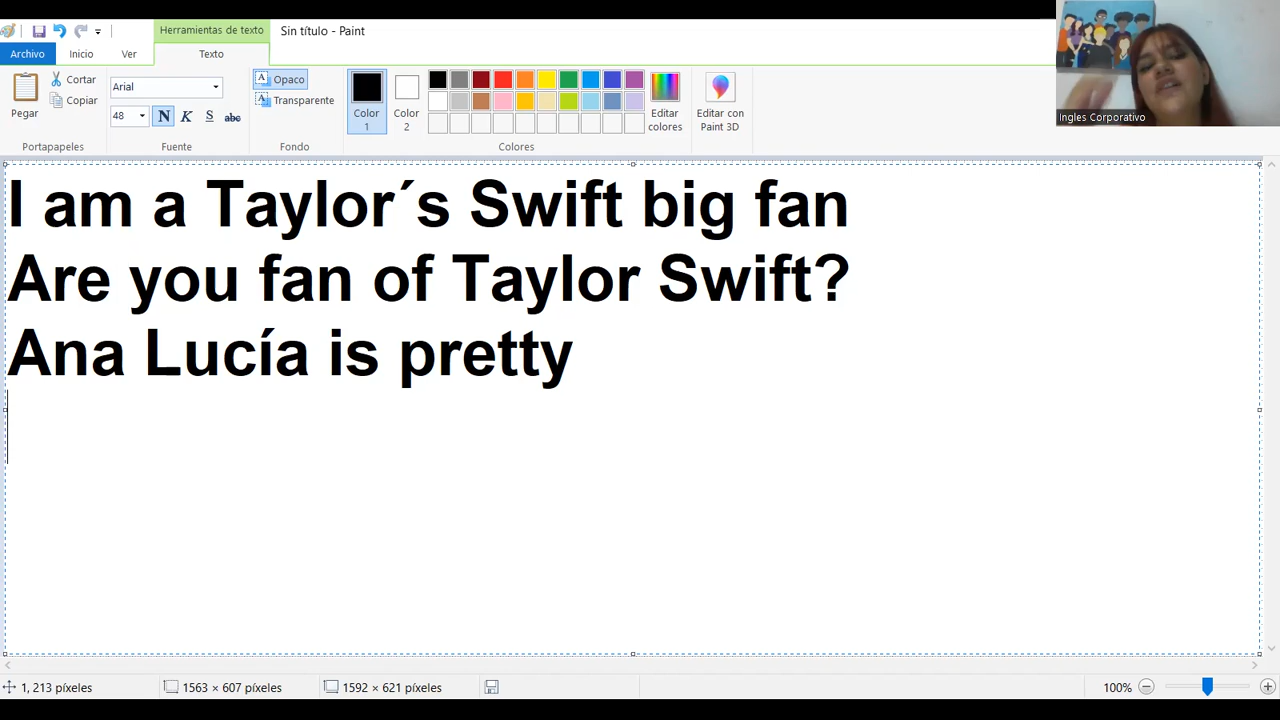 Herramientas de texto
Sin título - Paint
Archivo
Inicio
Ver
Texto
Pegar
Cortar
Copiar
Portapapeles
Arial
48
N K S abc
Fuente
Opaco
Transparente
Fondo
Color 1
Color 2
Editar colores
Editar con Paint 3D
Colores
Ingles Corporativo
I am a Taylor´s Swift big fan
Are you fan of Taylor Swift?
Ana Lucía is pretty
1, 213 píxeles
1563 × 607 píxeles
1592 × 621 píxeles
100%